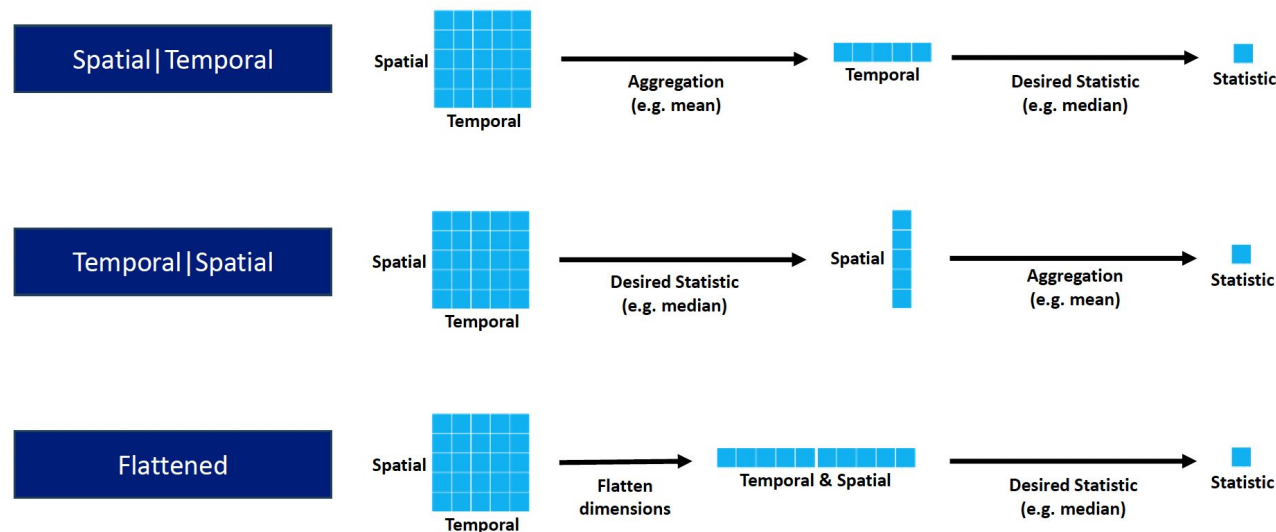 Spatial|Temporal
Spatial
Temporal
Aggregation
(e.g. mean)
Temporal
Desired Statistic
(e.g. median)
Statistic
Temporal|Spatial
Spatial
Temporal
Desired Statistic
(e.g. median)
Spatial
Aggregation
(e.g. mean)
Statistic
Flattened
Spatial
Temporal
Flatten
dimensions
Temporal & Spatial
Desired Statistic
(e.g. median)
Statistic